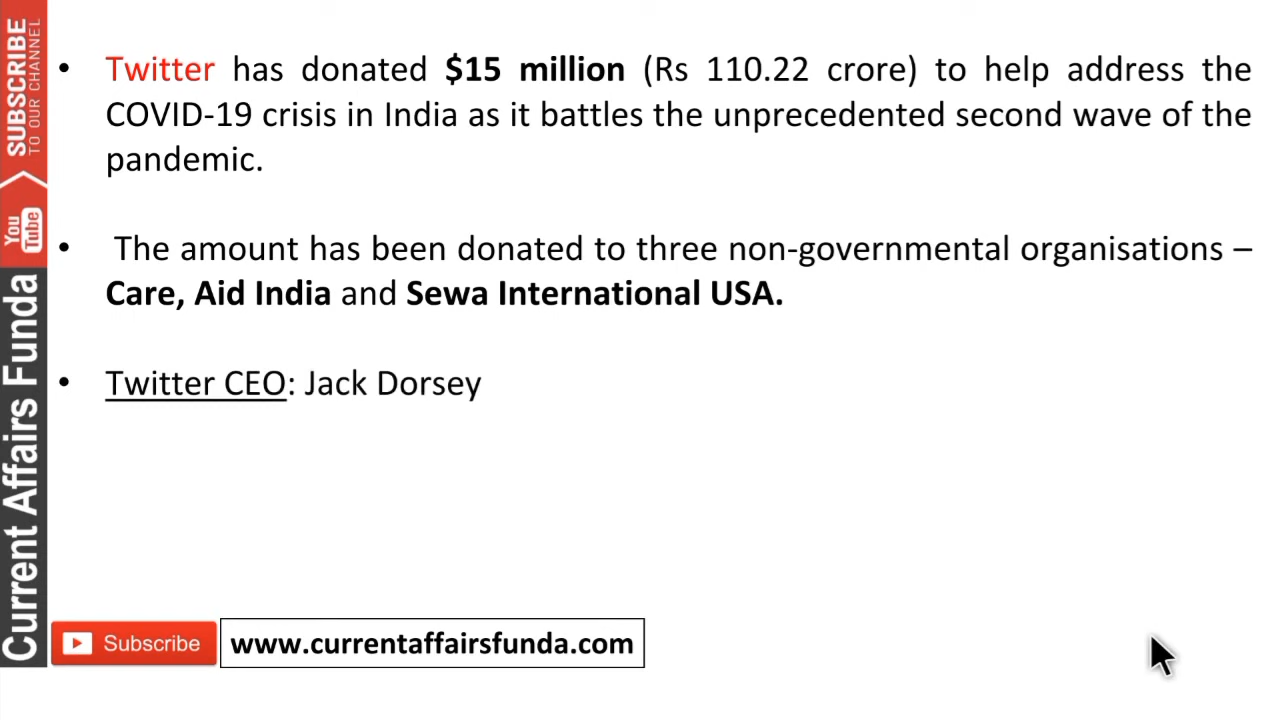 • Twitter has donated $15 million (Rs 110.22 crore) to help address the
COVID-19 crisis in India as it battles the unprecedented second wave of the
pandemic.
• The amount has been donated to three non-governmental organisations –
Care, Aid India and Sewa International USA.
• Twitter CEO: Jack Dorsey
SUBSCRIBE
TO OUR CHANNEL
You
Tube
Current Affairs Funda
Subscribe
www.currentaffairsfunda.com